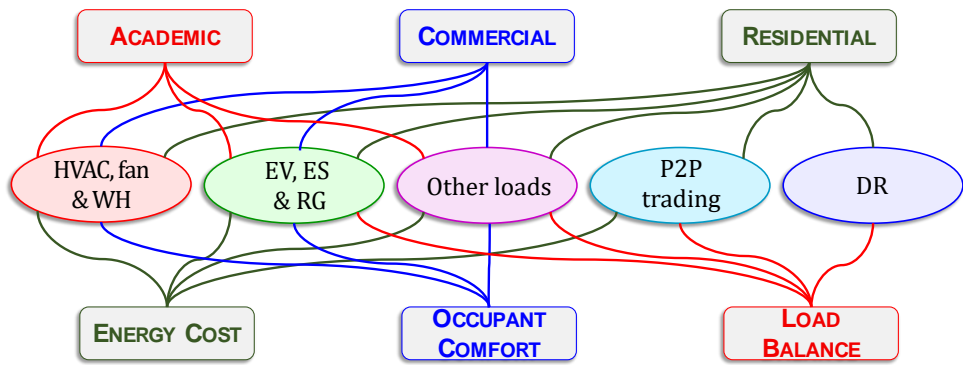 ACADEMIC
COMMERCIAL
RESIDENTIAL
HVAC, fan
& WH
EV, ES
& RG
Other loads
P2P
trading
DR
ENERGY COST
OCCUPANT
COMFORT
LOAD
BALANCE